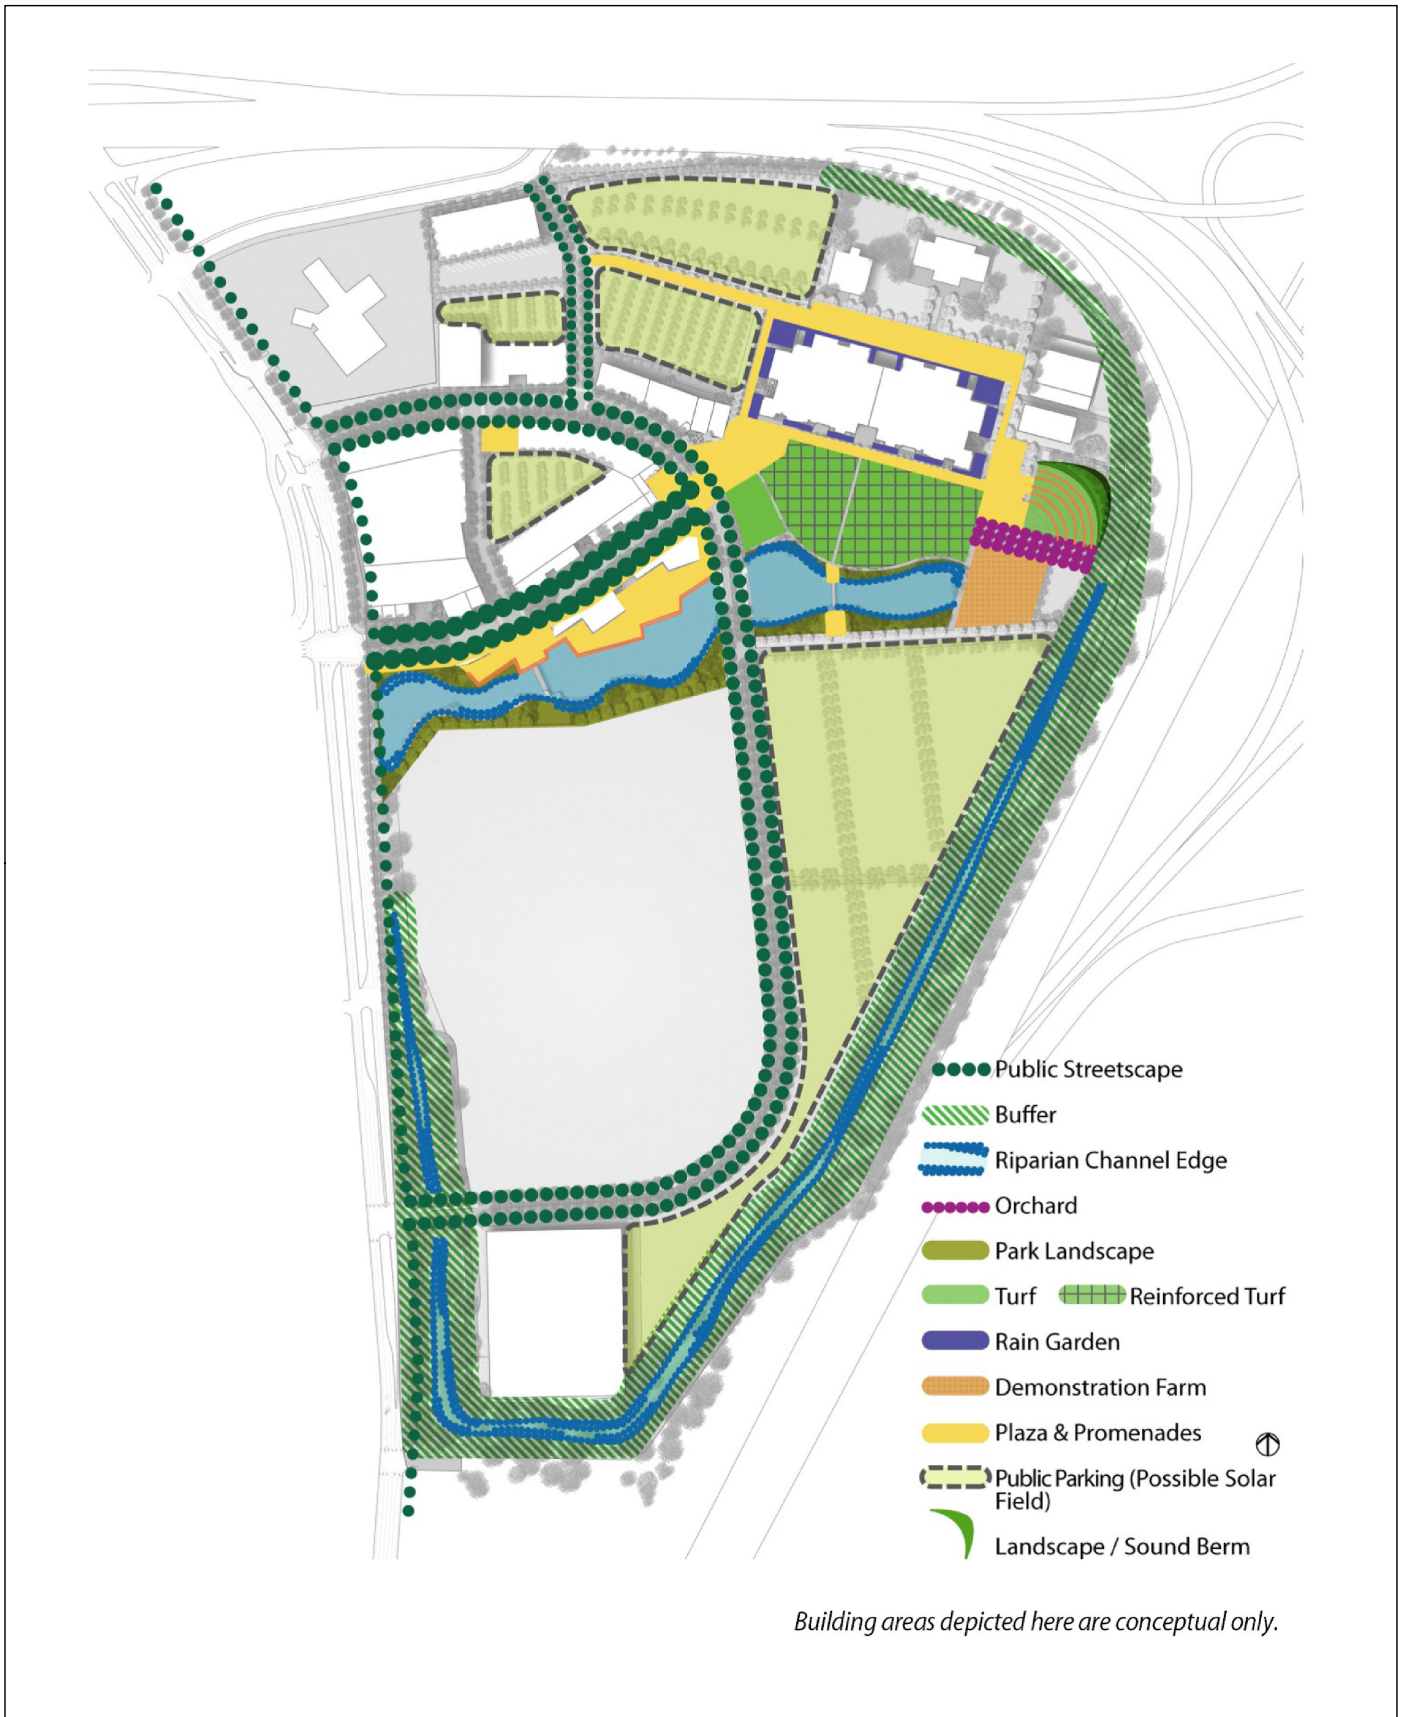 Public Streetscape
Buffer
Riparian Channel Edge
Orchard
Park Landscape
Turf Reinforced Turf
Rain Garden
Demonstration Farm
Plaza & Promenades
Public Parking (Possible Solar
Field)
Landscape / Sound Berm
Building areas depicted here are conceptual only.